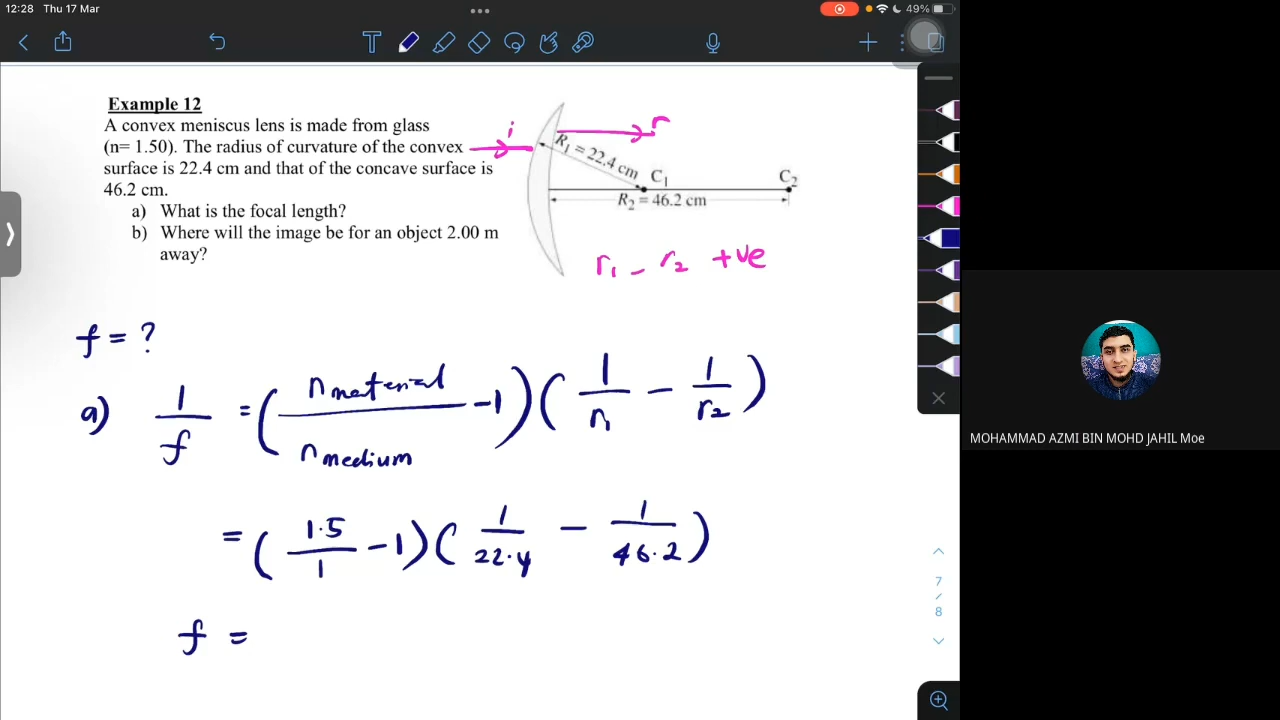 12:28 Thu 17 Mar
49%
Example 12
A convex meniscus lens is made from glass
(n= 1.50). The radius of curvature of the convex
surface is 22.4 cm and that of the concave surface is
46.2 cm.
a) What is the focal length?
b) Where will the image be for an object 2.00 m
away?
i
r
R1 = 22.4 cm
C1
C2
R2 = 46.2 cm
r1 - r2 +ve
f = ?
a) 1/f = (n material / n medium - 1)(1/r1 - 1/r2)
= (1.5/1 - 1)(1/22.4 - 1/46.2)
f =
7
/
8
MOHAMMAD AZMI BIN MOHD JAHIL Moe